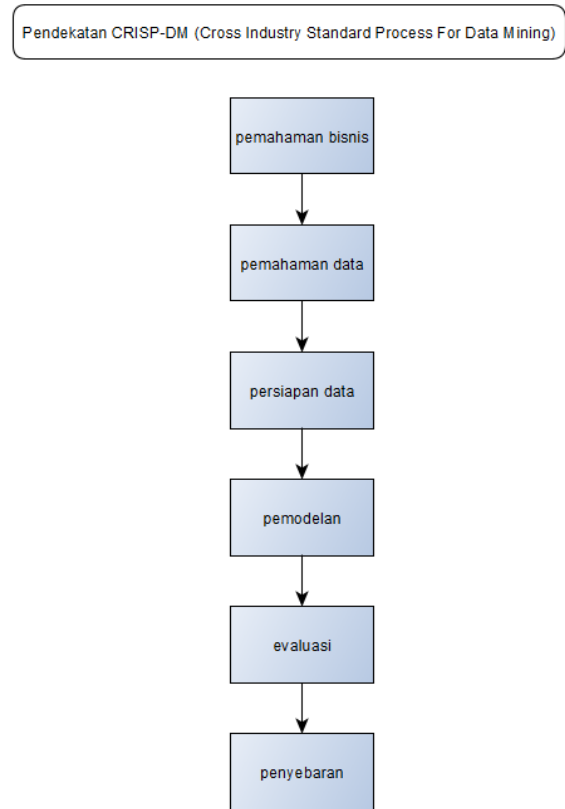 Pendekatan CRISP-DM (Cross Industry Standard Process For Data Mining)
pemahaman bisnis
pemahaman data
persiapan data
pemodelan
evaluasi
penyebaran